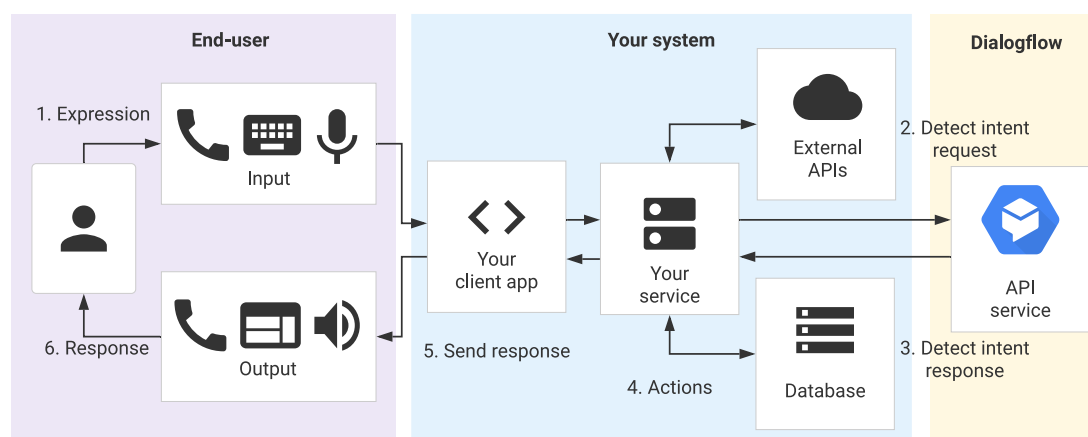 End-user
Your system
Dialogflow
1. Expression
Input
External
APIs
2. Detect intent
request
Your
client app
Your
service
API
service
6. Response
Output
5. Send response
4. Actions
Database
3. Detect intent
response